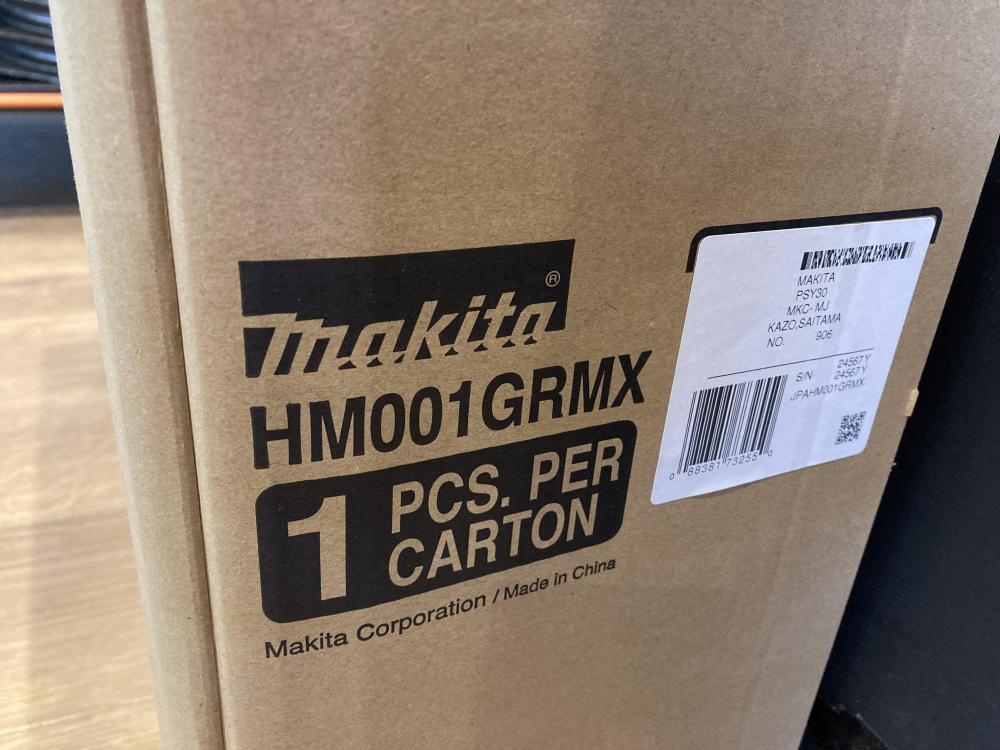 makita®
HM001GRMX
1 PCS. PER
CARTON
Makita Corporation / Made in China
MAKITA
PSY30
MKC- MJ
KAZO,SAITAMA
NO. 906
24567Y
S/N 24567Y
JPAHM001GRMX
0 88381 73255 0